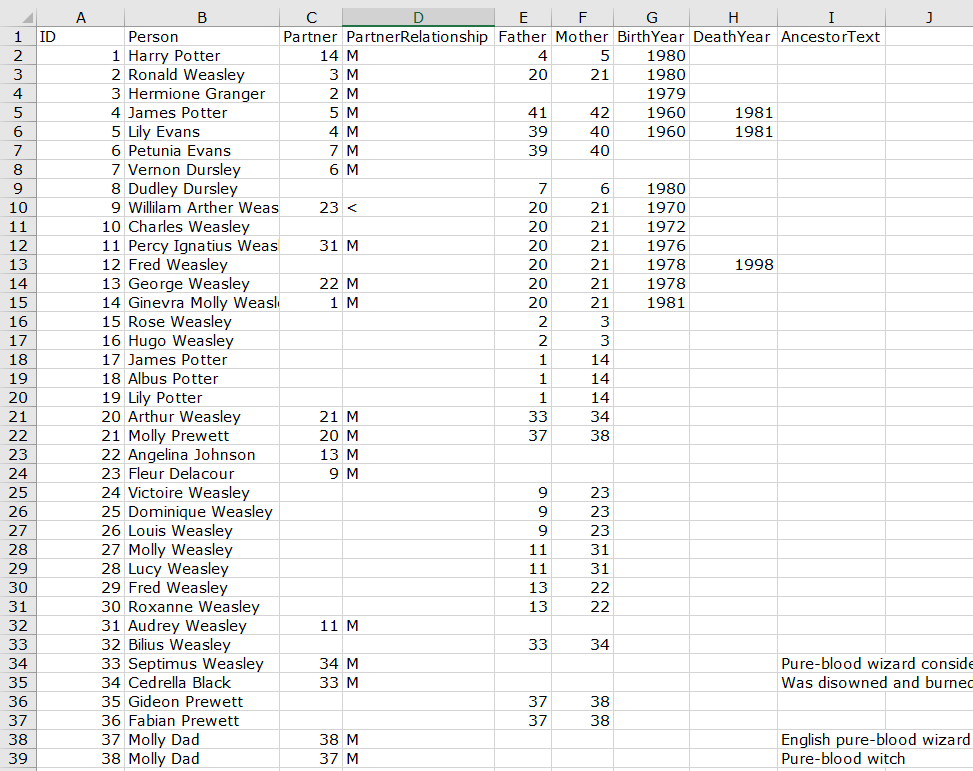 A B C D E F G H I J
1 ID Person Partner PartnerRelationship Father Mother BirthYear DeathYear AncestorText
2 1 Harry Potter 14 M 4 5 1980
3 2 Ronald Weasley 3 M 20 21 1980
4 3 Hermione Granger 2 M 1979
5 4 James Potter 5 M 41 42 1960 1981
6 5 Lily Evans 4 M 39 40 1960 1981
7 6 Petunia Evans 7 M 39 40
8 7 Vernon Dursley 6 M
9 8 Dudley Dursley 7 6 1980
10 9 Willilam Arther Weas 23 < 20 21 1970
11 10 Charles Weasley 20 21 1972
12 11 Percy Ignatius Weasl 31 M 20 21 1976
13 12 Fred Weasley 20 21 1978 1998
14 13 George Weasley 22 M 20 21 1978
15 14 Ginevra Molly Weasle 1 M 20 21 1981
16 15 Rose Weasley 2 3
17 16 Hugo Weasley 2 3
18 17 James Potter 1 14
19 18 Albus Potter 1 14
20 19 Lily Potter 1 14
21 20 Arthur Weasley 21 M 33 34
22 21 Molly Prewett 20 M 37 38
23 22 Angelina Johnson 13 M
24 23 Fleur Delacour 9 M
25 24 Victoire Weasley 9 23
26 25 Dominique Weasley 9 23
27 26 Louis Weasley 9 23
28 27 Molly Weasley 11 31
29 28 Lucy Weasley 11 31
30 29 Fred Weasley 13 22
31 30 Roxanne Weasley 13 22
32 31 Audrey Weasley 11 M
33 32 Bilius Weasley 33 34
34 33 Septimus Weasley 34 M Pure-blood wizard conside
35 34 Cedrella Black 33 M Was disowned and burned
36 35 Gideon Prewett 37 38
37 36 Fabian Prewett 37 38
38 37 Molly Dad 38 M English pure-blood wizard
39 38 Molly Dad 37 M Pure-blood witch